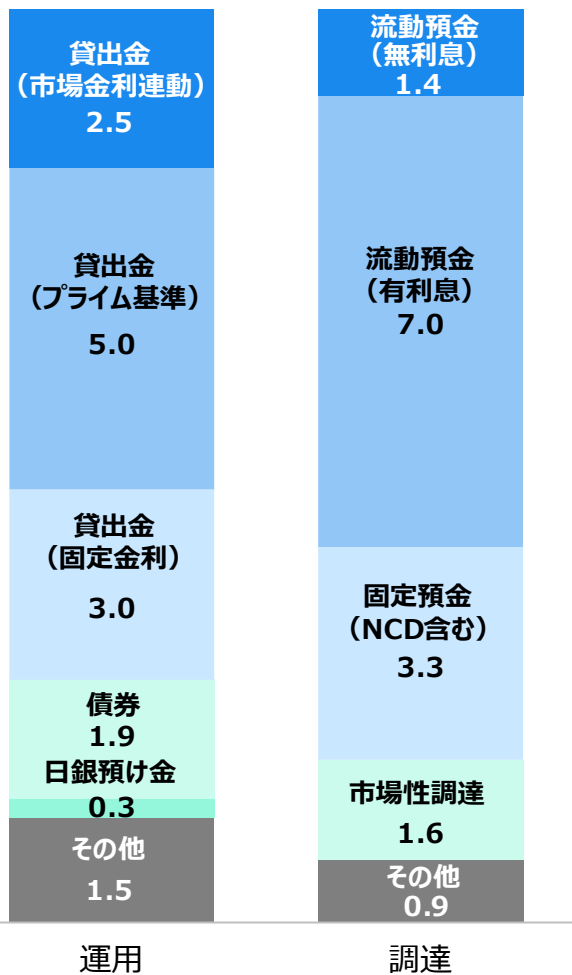 貸出金
（市場金利連動）
2.5
貸出金
（プライム基準）
5.0
貸出金
（固定金利）
3.0
債券
1.9
日銀預け金
0.3
その他
1.5
運用
流動預金
（無利息）
1.4
流動預金
（有利息）
7.0
固定預金
（NCD含む）
3.3
市場性調達
1.6
その他
0.9
調達